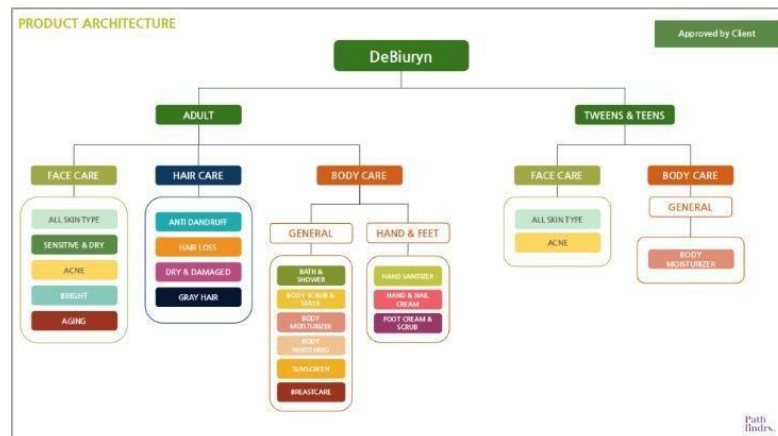 PRODUCT ARCHITECTURE
Approved by Client
DeBiuryn
ADULT
TWEENS & TEENS
FACE CARE
HAIR CARE
BODY CARE
FACE CARE
BODY CARE
ALL SKIN TYPE
SENSITIVE & DRY
ACNE
BRIGHT
AGING
ANTI DANDRUFF
HAIR LOSS
DRY & DAMAGED
GRAY HAIR
GENERAL
BATH &
SHOWER
BODY SCRUB &
MASK
BODY
MOISTURIZER
BODY
WHITENING
SUNSCREEN
BREASTCARE
HAND & FEET
HAND SANITIZER
HAND & NAIL
CREAM
FOOT CREAM &
SCRUB
ALL SKIN TYPE
ACNE
GENERAL
BODY
MOISTURIZER
Path
findrs.